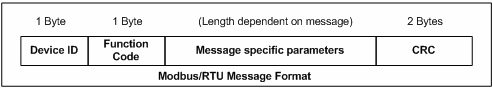 1 Byte 1 Byte (Length dependent on message) 2 Bytes
Device ID Function Code Message specific parameters CRC
Modbus/RTU Message Format